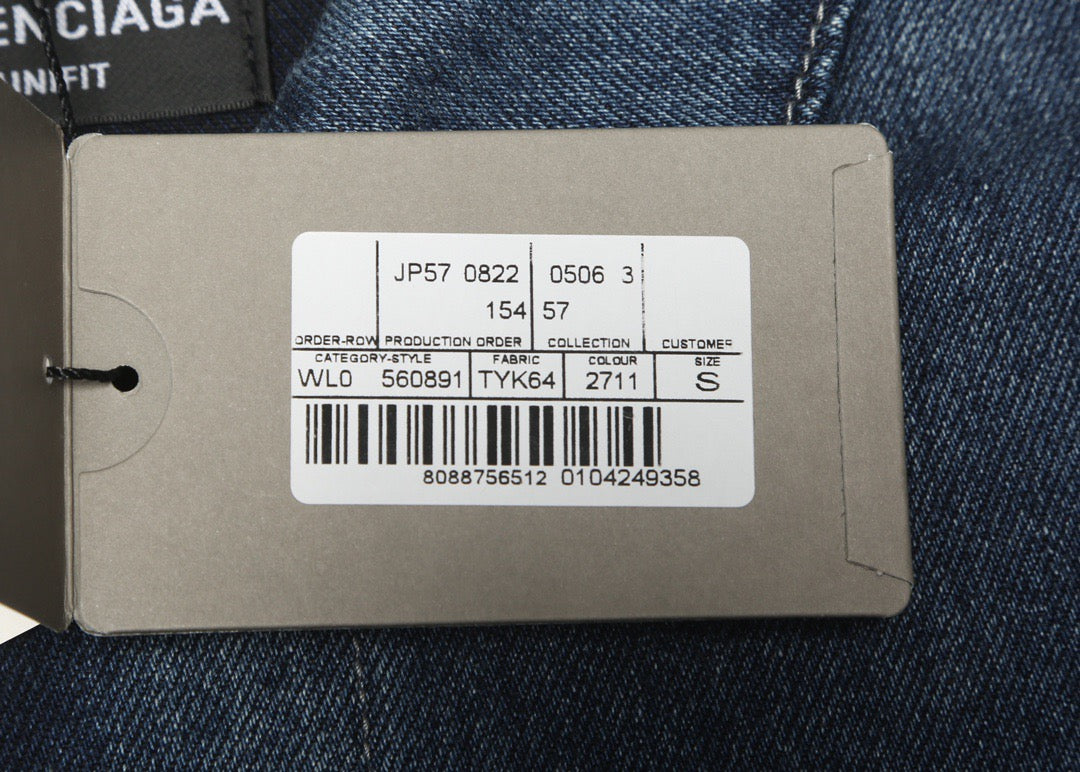 ENCIAGA
UNIFIT
JP57 0822 0506 3
154 57
ORDER-ROW PRODUCTION ORDER COLLECTION CUSTOMER
CATEGORY-STYLE FABRIC COLOUR SIZE
WL0 560891 TYK64 2711 S
8088756512 0104249358